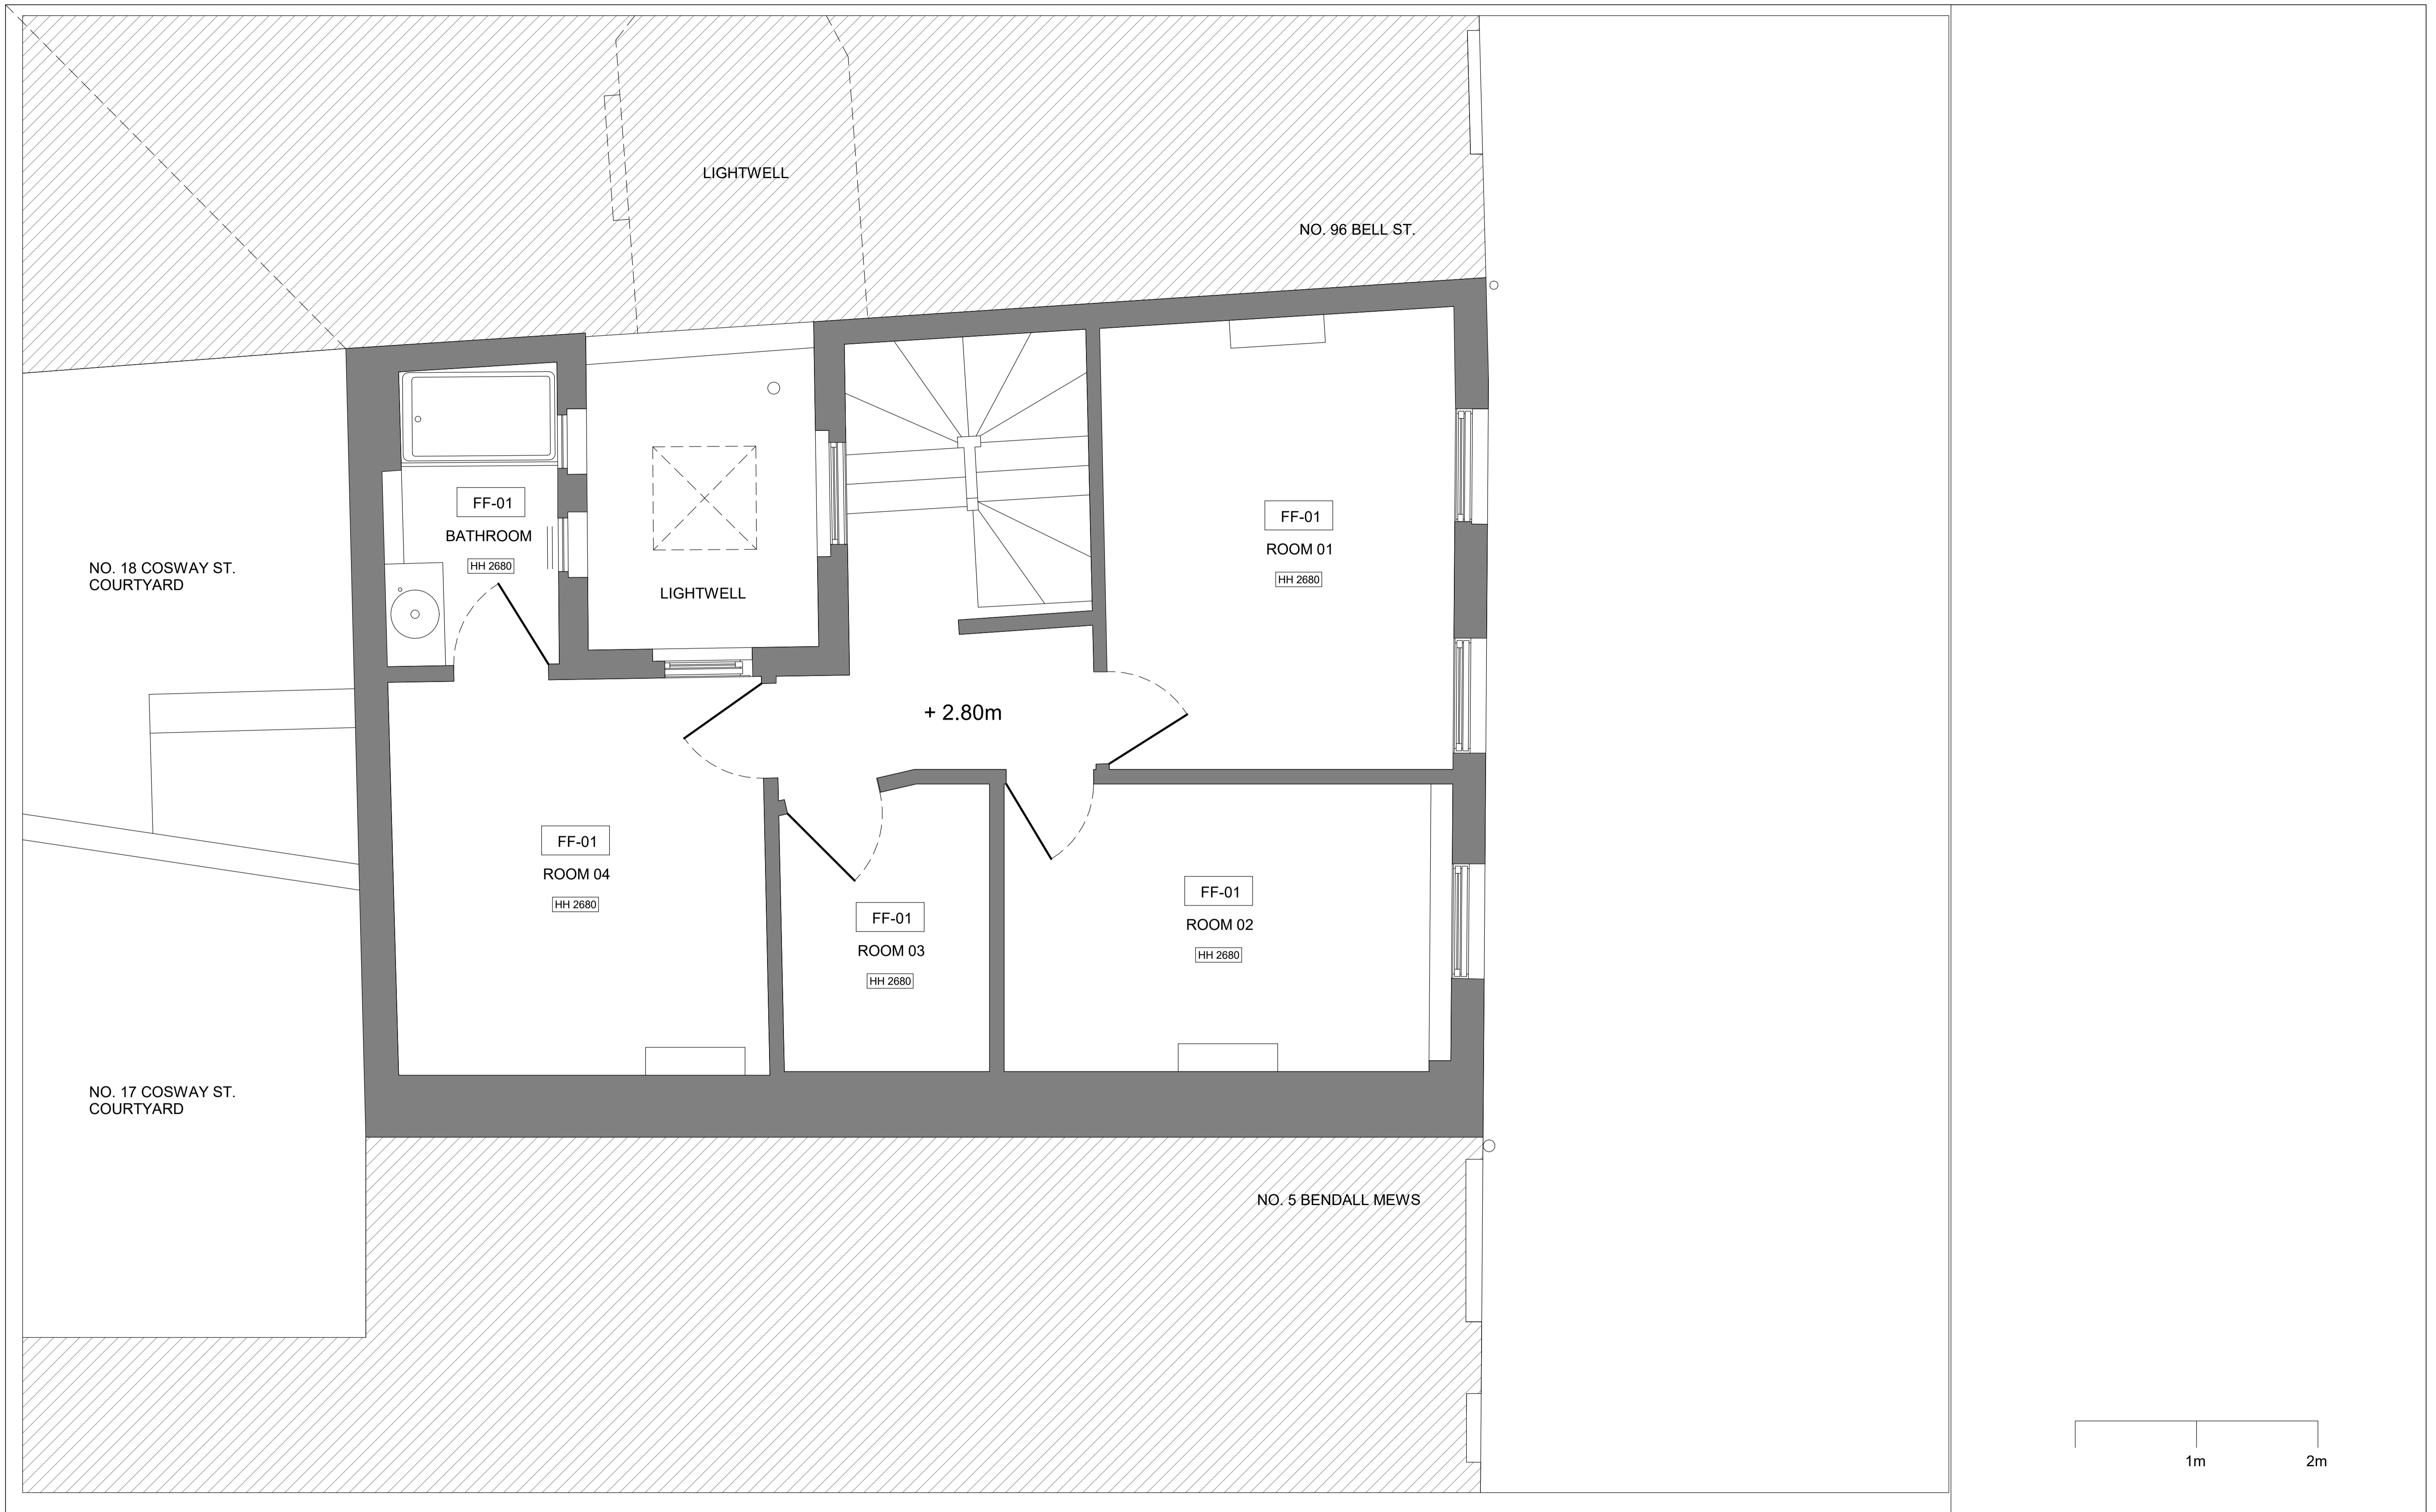 LIGHTWELL
NO. 96 BELL ST.
FF-01
BATHROOM
HH 2680
FF-01
ROOM 01
HH 2680
NO. 18 COSWAY ST.
COURTYARD
LIGHTWELL
+ 2.80m
FF-01
ROOM 04
HH 2680
FF-01
ROOM 03
HH 2680
FF-01
ROOM 02
HH 2680
NO. 17 COSWAY ST.
COURTYARD
NO. 5 BENDALL MEWS
1m
2m